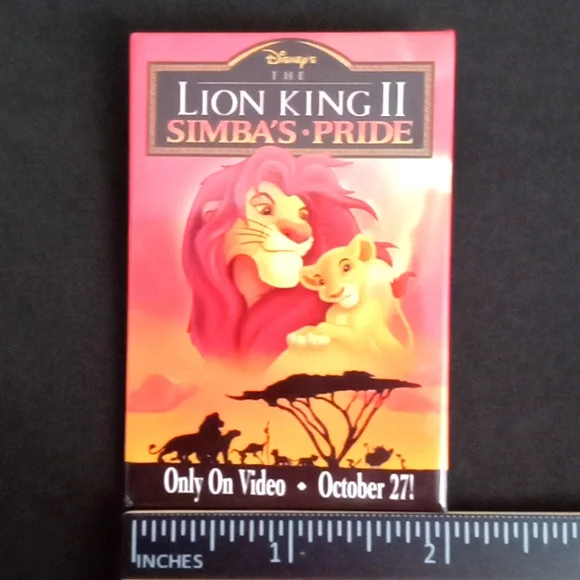 Disney's
THE
LION KING II
SIMBA'S • PRIDE
Only On Video • October 27!
INCHES 1 2